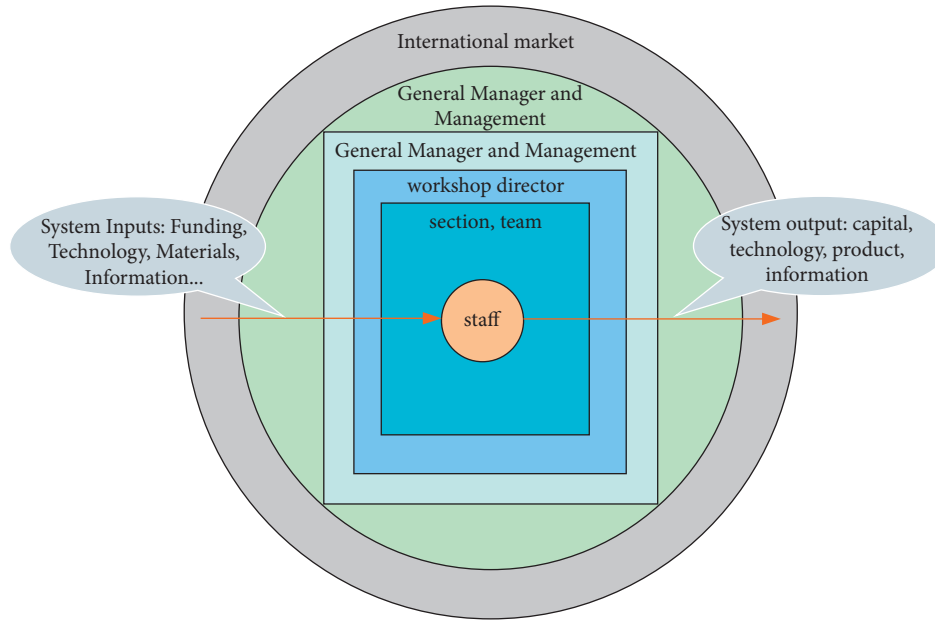 International market
General Manager and
Management
General Manager and Management
workshop director
section, team
System Inputs: Funding,
Technology, Materials,
Information...
System output: capital,
technology, product,
information
staff